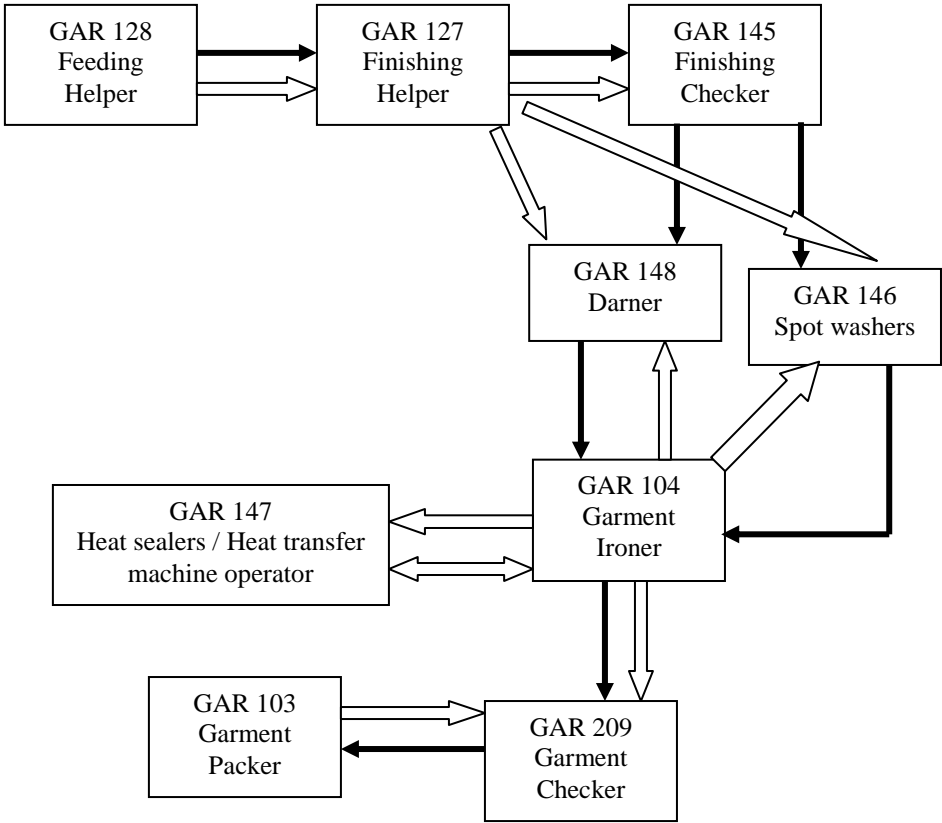 GAR 128
Feeding
Helper
GAR 127
Finishing
Helper
GAR 145
Finishing
Checker
GAR 148
Darner
GAR 146
Spot washers
GAR 104
Garment
Ironer
GAR 147
Heat sealers / Heat transfer
machine operator
GAR 103
Garment
Packer
GAR 209
Garment
Checker